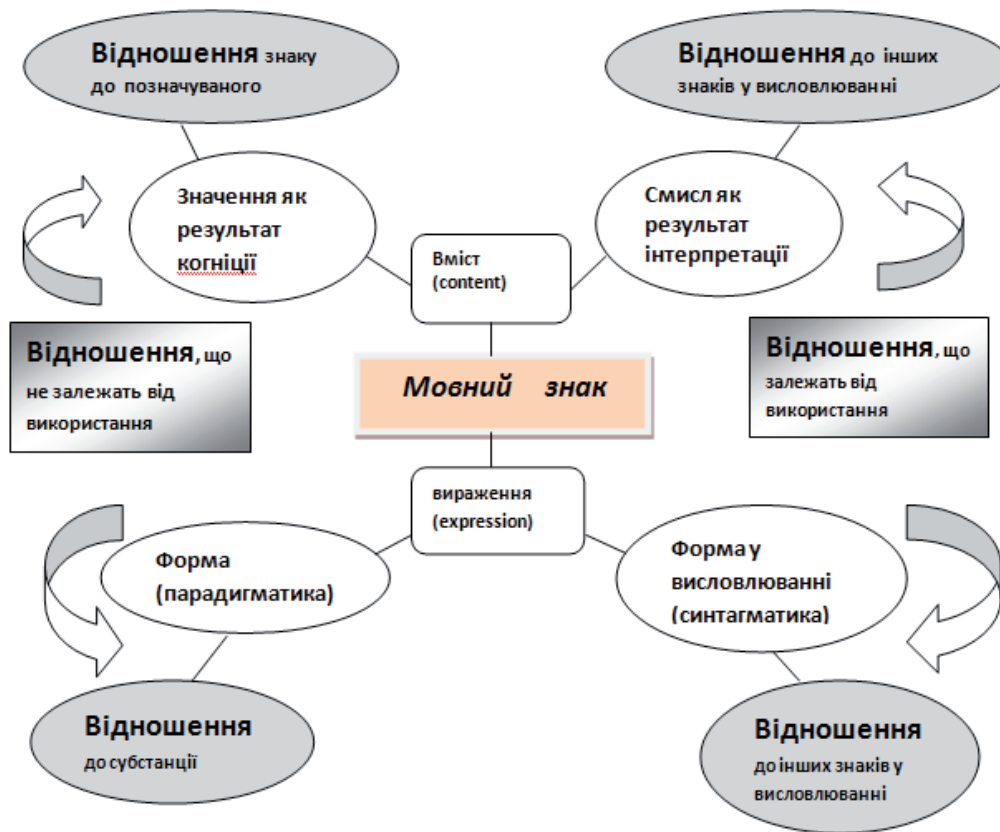 Відношення знаку
до позначуваного
Відношення до інших
знаків у висловлюванні
Значення як
результат
когніції
Смисл як
результат
інтерпретації
Вміст
(content)
Відношення, що
не залежать від
використання
Мовний знак
Відношення, що
залежать від
використання
вираження
(expression)
Форма
(парадигматика)
Форма у
висловлюванні
(синтагматика)
Відношення
до субстанції
Відношення
до інших знаків у
висловлюванні